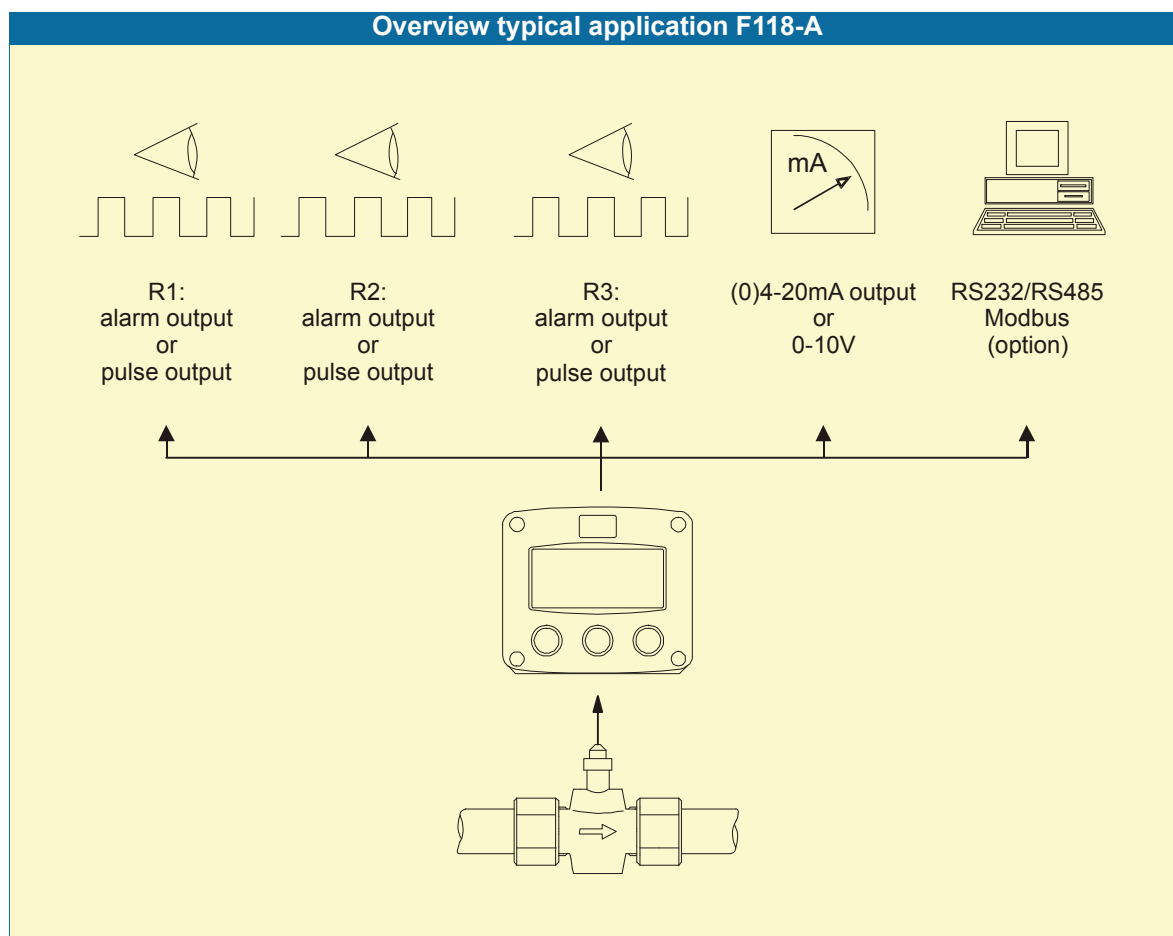 Overview typical application F118-A
mA
R1:
alarm output
or
pulse output
R2:
alarm output
or
pulse output
R3:
alarm output
or
pulse output
(0)4-20mA output
or
0-10V
RS232/RS485
Modbus
(option)